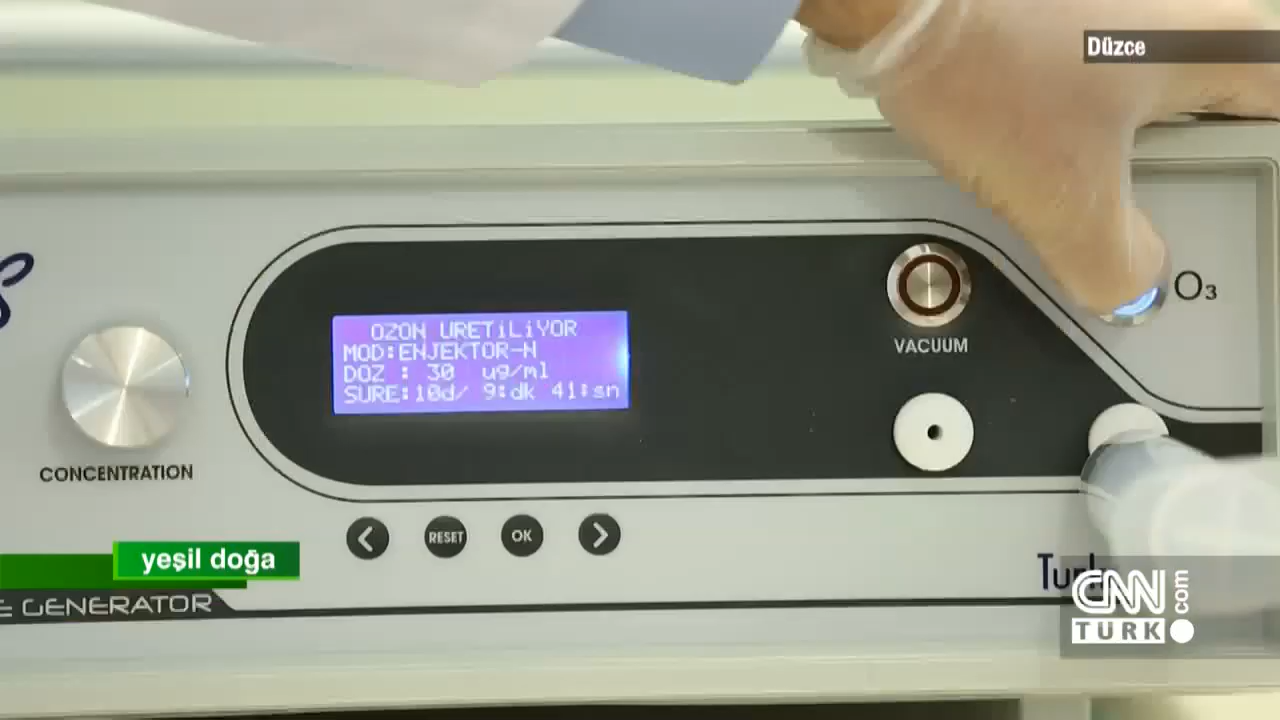 Düzce
O3
OZON URETiLiYOR
MOD:ENJEKTOR-N
DOZ : 30 ug/ml
SURE:10d/ 9:dk 41:sn
VACUUM
CONCENTRATION
RESET
OK
yeşil doğa
GENERATOR
CNN
TURK
.com